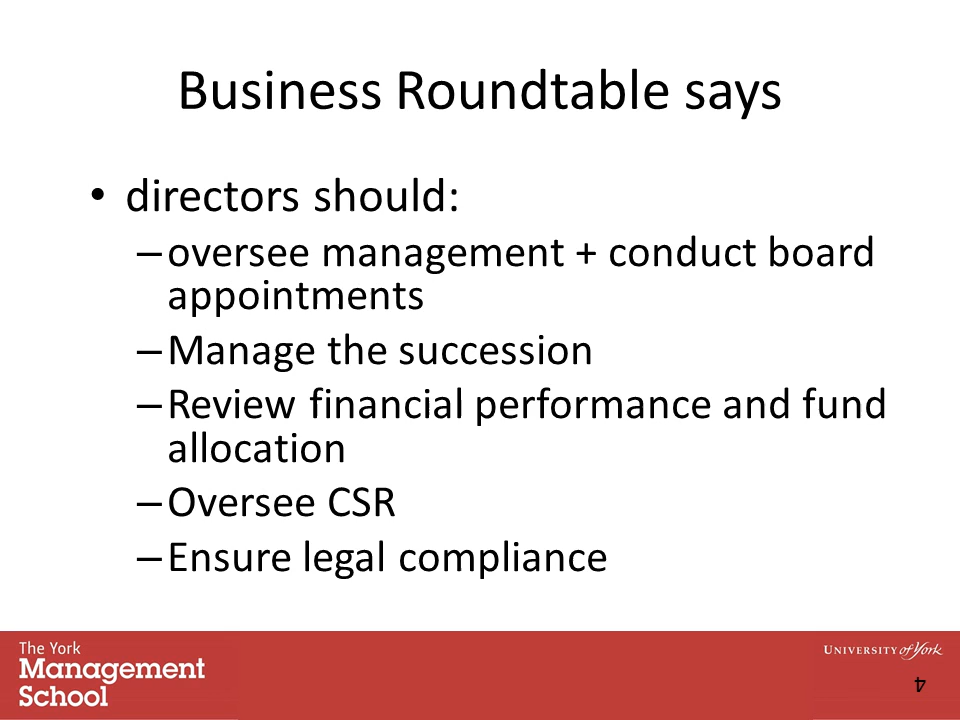 Business Roundtable says
• directors should:
– oversee management + conduct board
appointments
– Manage the succession
– Review financial performance and fund
allocation
– Oversee CSR
– Ensure legal compliance
The York
Management
School
UNIVERSITY of York
4